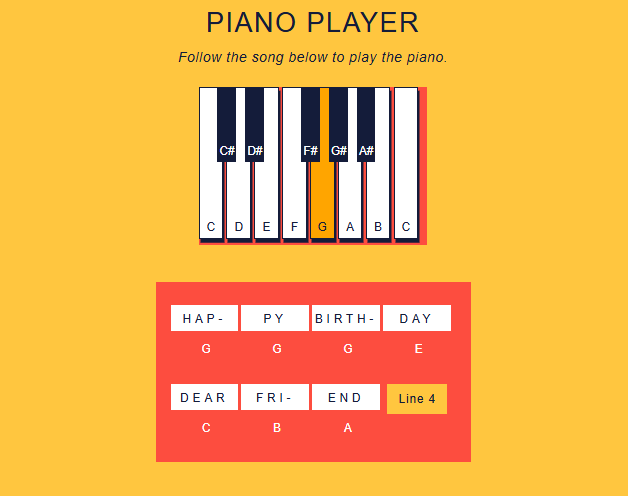 PIANO PLAYER
Follow the song below to play the piano.
C# D# F# G# A#
C D E F G A B C
HAP- PY BIRTH- DAY
G G G E
DEAR FRI- END Line 4
C B A